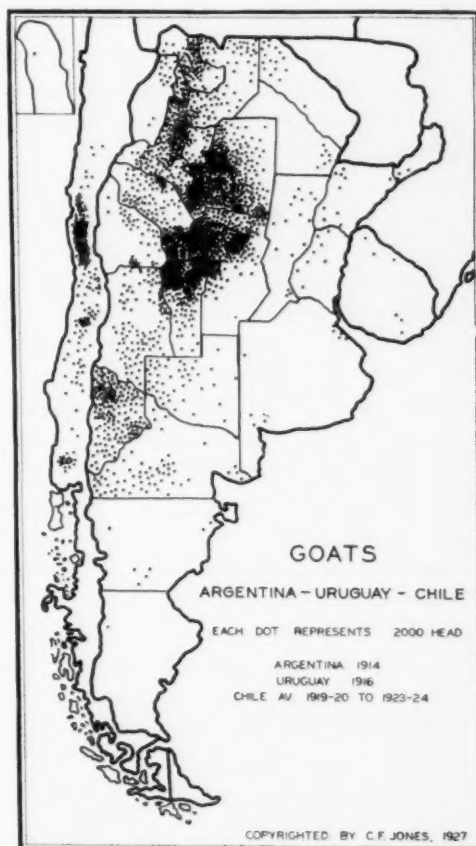 GOATS
ARGENTINA - URUGUAY - CHILE
EACH DOT REPRESENTS 2000 HEAD
ARGENTINA 1914
URUGUAY 1916
CHILE AV 1919-20 TO 1923-24
COPYRIGHTED BY C.F. JONES, 1927